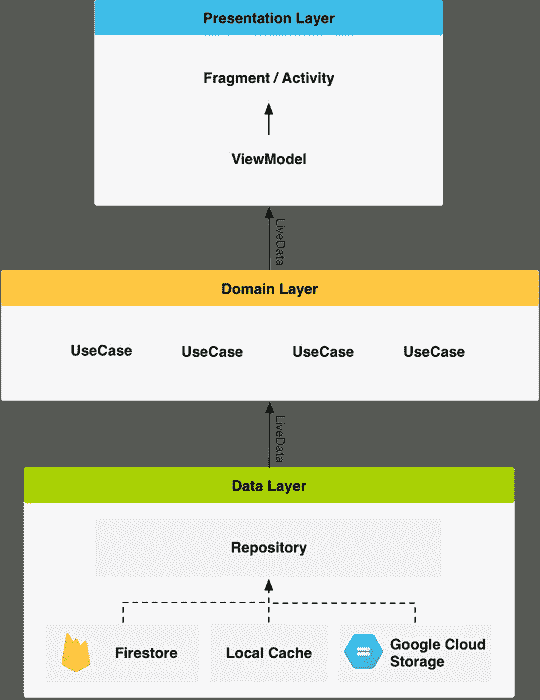 Presentation Layer
Fragment / Activity
ViewModel
LiveData
Domain Layer
UseCase UseCase UseCase UseCase
LiveData
Data Layer
Repository
Firestore
Local Cache
Google Cloud
Storage